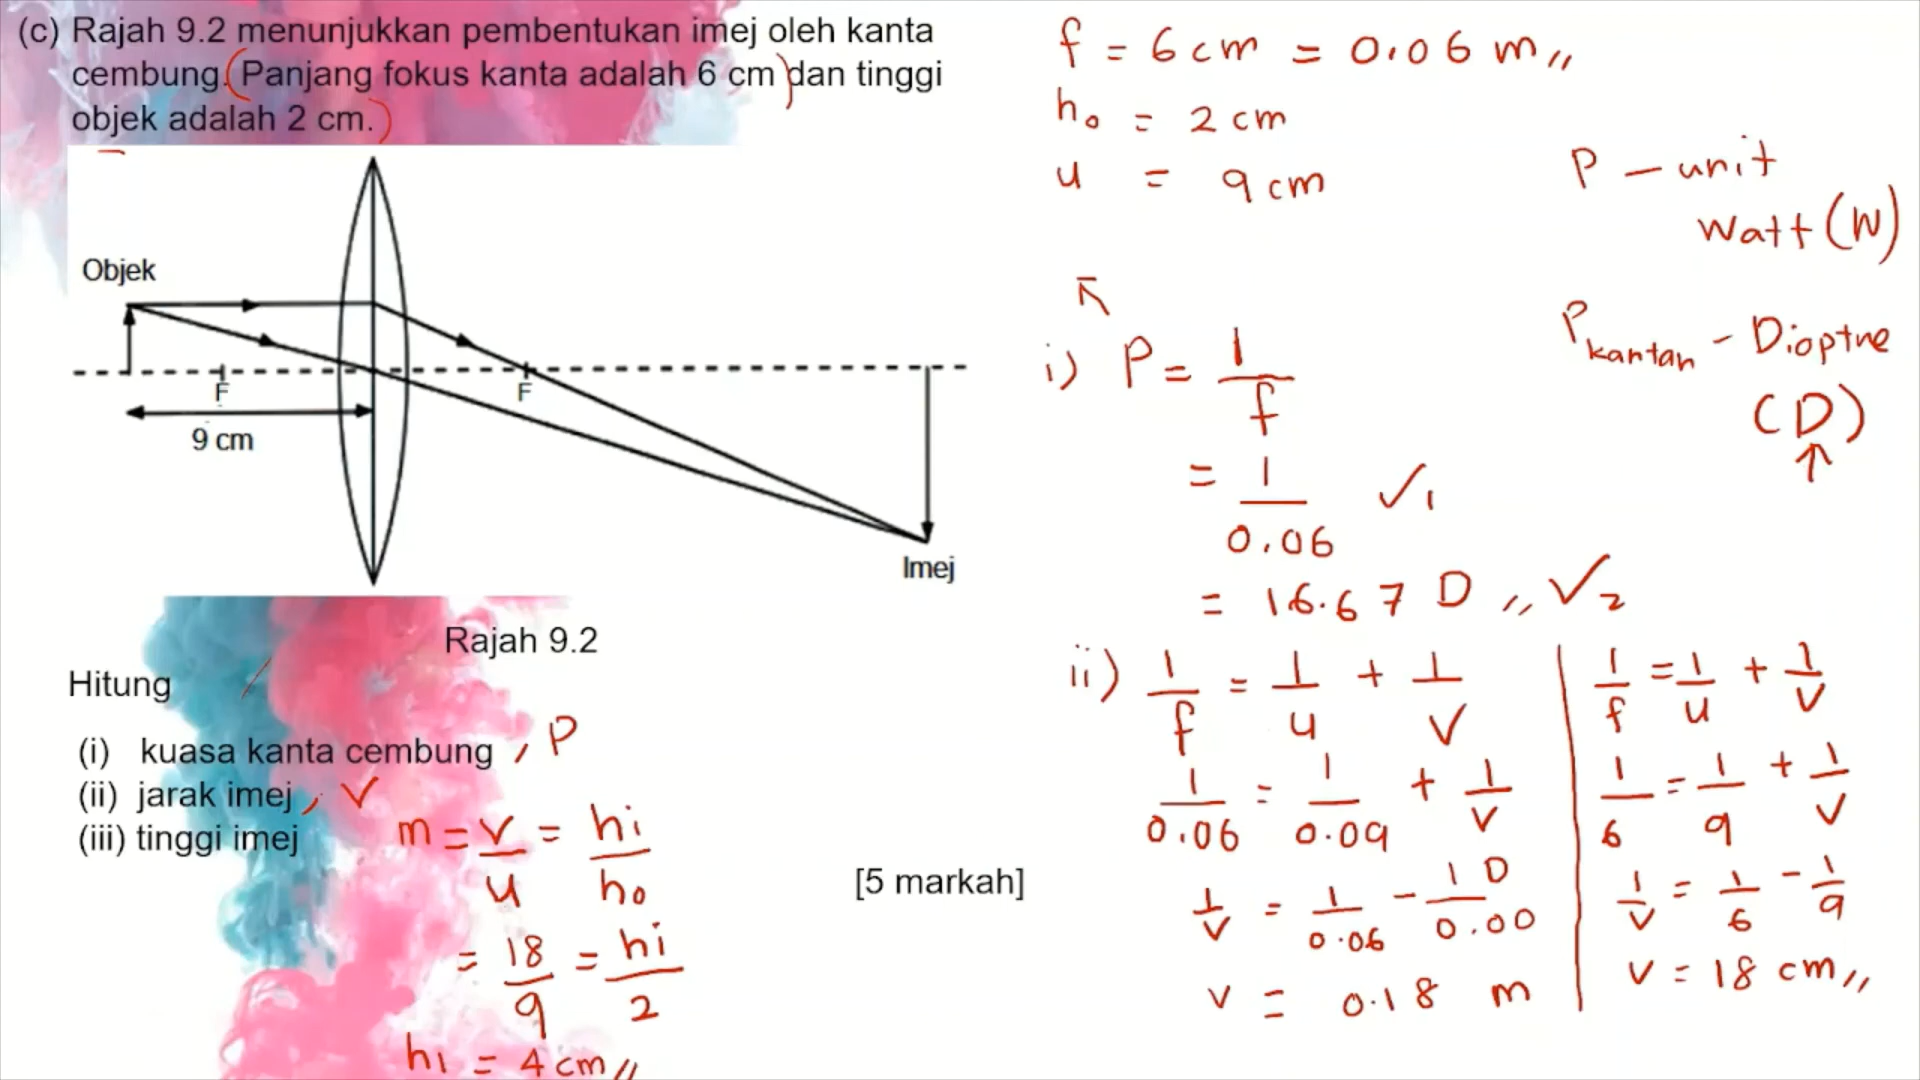 (c) Rajah 9.2 menunjukkan pembentukan imej oleh kanta
cembung. (Panjang fokus kanta adalah 6 cm) dan tinggi
objek adalah 2 cm.)
Objek
F
F
9 cm
Imej
Rajah 9.2
Hitung
(i) kuasa kanta cembung, P
(ii) jarak imej, v
(iii) tinggi imej
[5 markah]
m = v/u = hi/ho
= 18/9 = hi/2
hi = 4 cm //
f = 6 cm = 0.06 m //
ho = 2 cm
u = 9 cm
P - unit
Watt (W)
P kantan - Dioptre
(D)
↑
i) P = 1/f
= 1/0.06 ✓1
= 16.67 D // ✓2
ii) 1/f = 1/u + 1/v
1/0.06 = 1/0.09 + 1/v
1/v = 1/0.06 - 1 D/0.00
v = 0.18 m
1/f = 1/u + 1/v
1/6 = 1/9 + 1/v
1/v = 1/6 - 1/9
v = 18 cm //